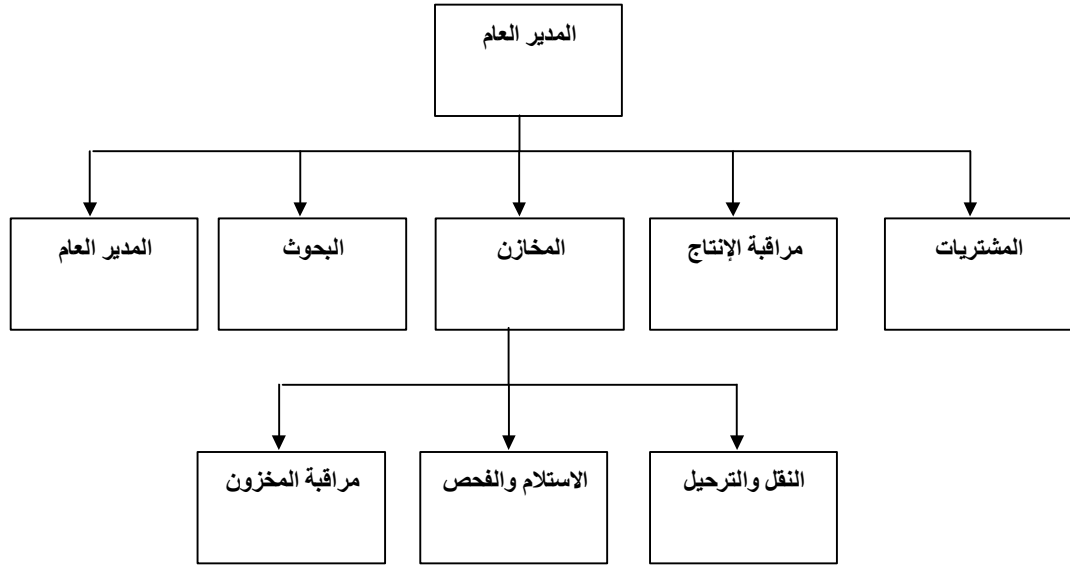 المدير العام
المشتريات
مراقبة الإنتاج
المخازن
البحوث
المدير العام
النقل والترحيل
الاستلام والفحص
مراقبة المخزون